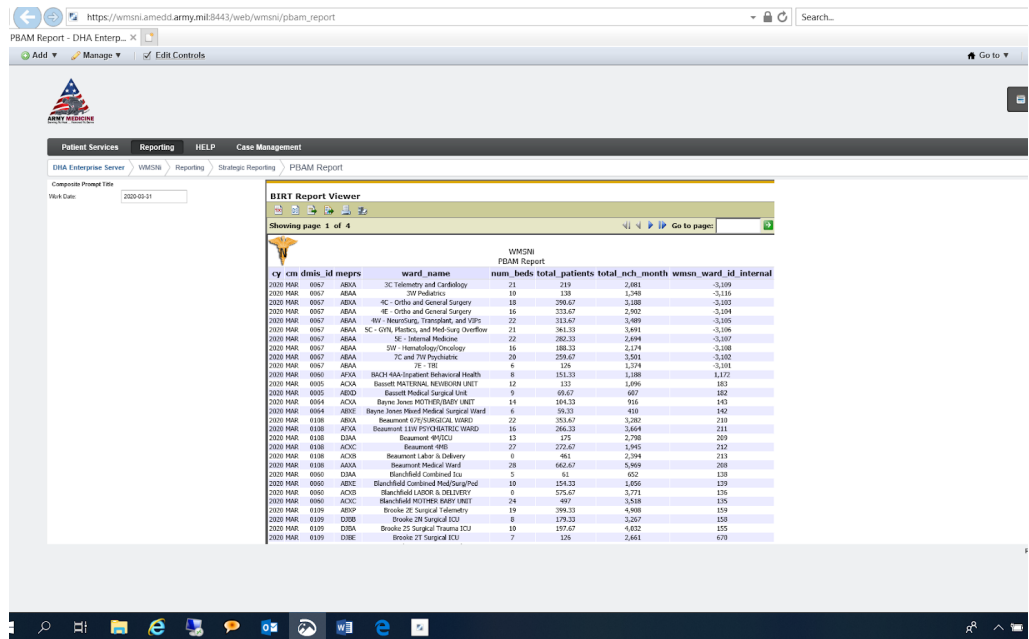 https://wmsni.amedd.army.mil:8443/web/wmsni/pbam_report
Search...
PBAM Report - DHA Enterp...
Add Manage Edit Controls Go to
ARMY MEDICINE
Patient Services Reporting HELP Case Management
DHA Enterprise Server WMSNi Reporting Strategic Reporting PBAM Report
Composite Prompt Title
Work Date: 2020-03-31
BIRT Report Viewer
Showing page 1 of 4 Go to page:
N
WMSNi
PBAM Report
cy cm dmis_id meprs ward_name num_beds total_patients total_nch_month wmsn_ward_id_internal
2020 MAR 0067 ABXA 3C Telemetry and Cardiology 21 219 2,081 -3,109
2020 MAR 0067 ABAA 3W Pediatrics 10 138 1,348 -3,116
2020 MAR 0067 ABXA 4C - Ortho and General Surgery 18 390.67 3,188 -3,103
2020 MAR 0067 ABAA 4E - Ortho and General Surgery 16 333.67 2,902 -3,104
2020 MAR 0067 ABAA 4W - NeuroSurg, Transplant, and VIPs 22 313.67 3,489 -3,105
2020 MAR 0067 ABAA 5C - GYN, Plastics, and Med-Surg Overflow 21 361.33 3,691 -3,106
2020 MAR 0067 ABAA 5E - Internal Medicine 22 282.33 2,694 -3,107
2020 MAR 0067 ABAA 5W - Hematology/Oncology 16 188.33 2,174 -3,108
2020 MAR 0067 ABAA 7C and 7W Psychiatric 20 259.67 3,501 -3,102
2020 MAR 0067 ABAA 7E - TBI 6 126 1,374 -3,101
2020 MAR 0060 AFXA BACH 4AA-Inpatient Behavioral Health 8 151.33 1,188 1,172
2020 MAR 0005 ACXA Bassett MATERNAL NEWBORN UNIT 12 133 1,096 183
2020 MAR 0005 ABXD Bassett Medical Surgical Unit 9 69.67 607 182
2020 MAR 0064 ACXA Bayne Jones MOTHER/BABY UNIT 14 104.33 916 143
2020 MAR 0064 ABXE Bayne Jones Mixed Medical Surgical Ward 6 59.33 410 142
2020 MAR 0108 ABXA Beaumont 07E/SURGICAL WARD 22 353.67 3,282 210
2020 MAR 0108 AFXA Beaumont 11W PSYCHIATRIC WARD 16 266.33 3,664 211
2020 MAR 0108 DJAA Beaumont 4M/ICU 13 175 2,798 209
2020 MAR 0108 ACXC Beaumont 4MB 27 272.67 1,945 212
2020 MAR 0108 ACXB Beaumont Labor & Delivery 0 461 2,394 213
2020 MAR 0108 AAXA Beaumont Medical Ward 28 662.67 5,969 208
2020 MAR 0060 DJAA Blanchfield Combined Icu 5 61 652 138
2020 MAR 0060 ABXE Blanchfield Combined Med/Surg/Ped 10 154.33 1,056 139
2020 MAR 0060 ACXB Blanchfield LABOR & DELIVERY 0 575.67 3,771 136
2020 MAR 0060 ACXC Blanchfield MOTHER BABY UNIT 24 497 3,518 135
2020 MAR 0109 ABXP Brooke 2E Surgical Telemetry 19 399.33 4,908 159
2020 MAR 0109 DJBB Brooke 2N Surgical ICU 8 179.33 3,267 158
2020 MAR 0109 DJBA Brooke 2S Surgical Trauma ICU 10 197.67 4,032 155
2020 MAR 0109 DJBE Brooke 2T Surgical ICU 7 126 2,661 670